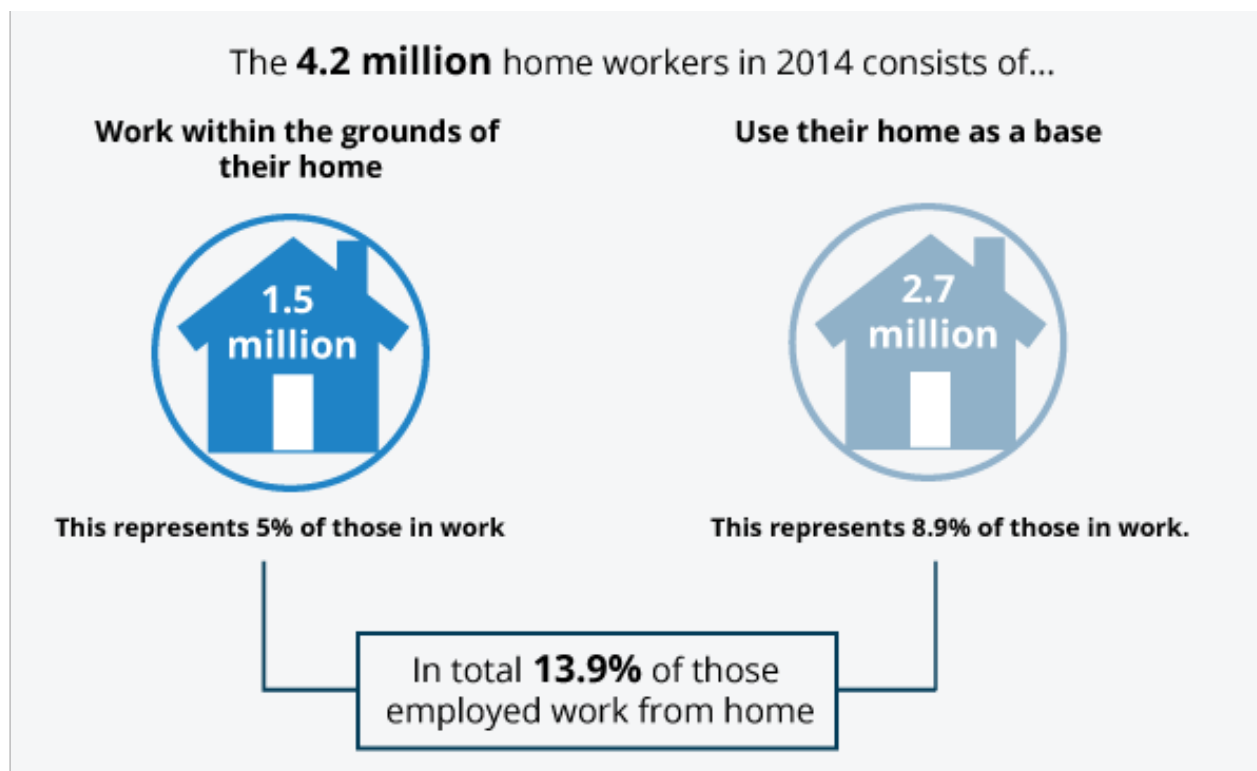 The 4.2 million home workers in 2014 consists of...
Work within the grounds of
their home
1.5
million
This represents 5% of those in work
Use their home as a base
2.7
million
This represents 8.9% of those in work.
In total 13.9% of those
employed work from home